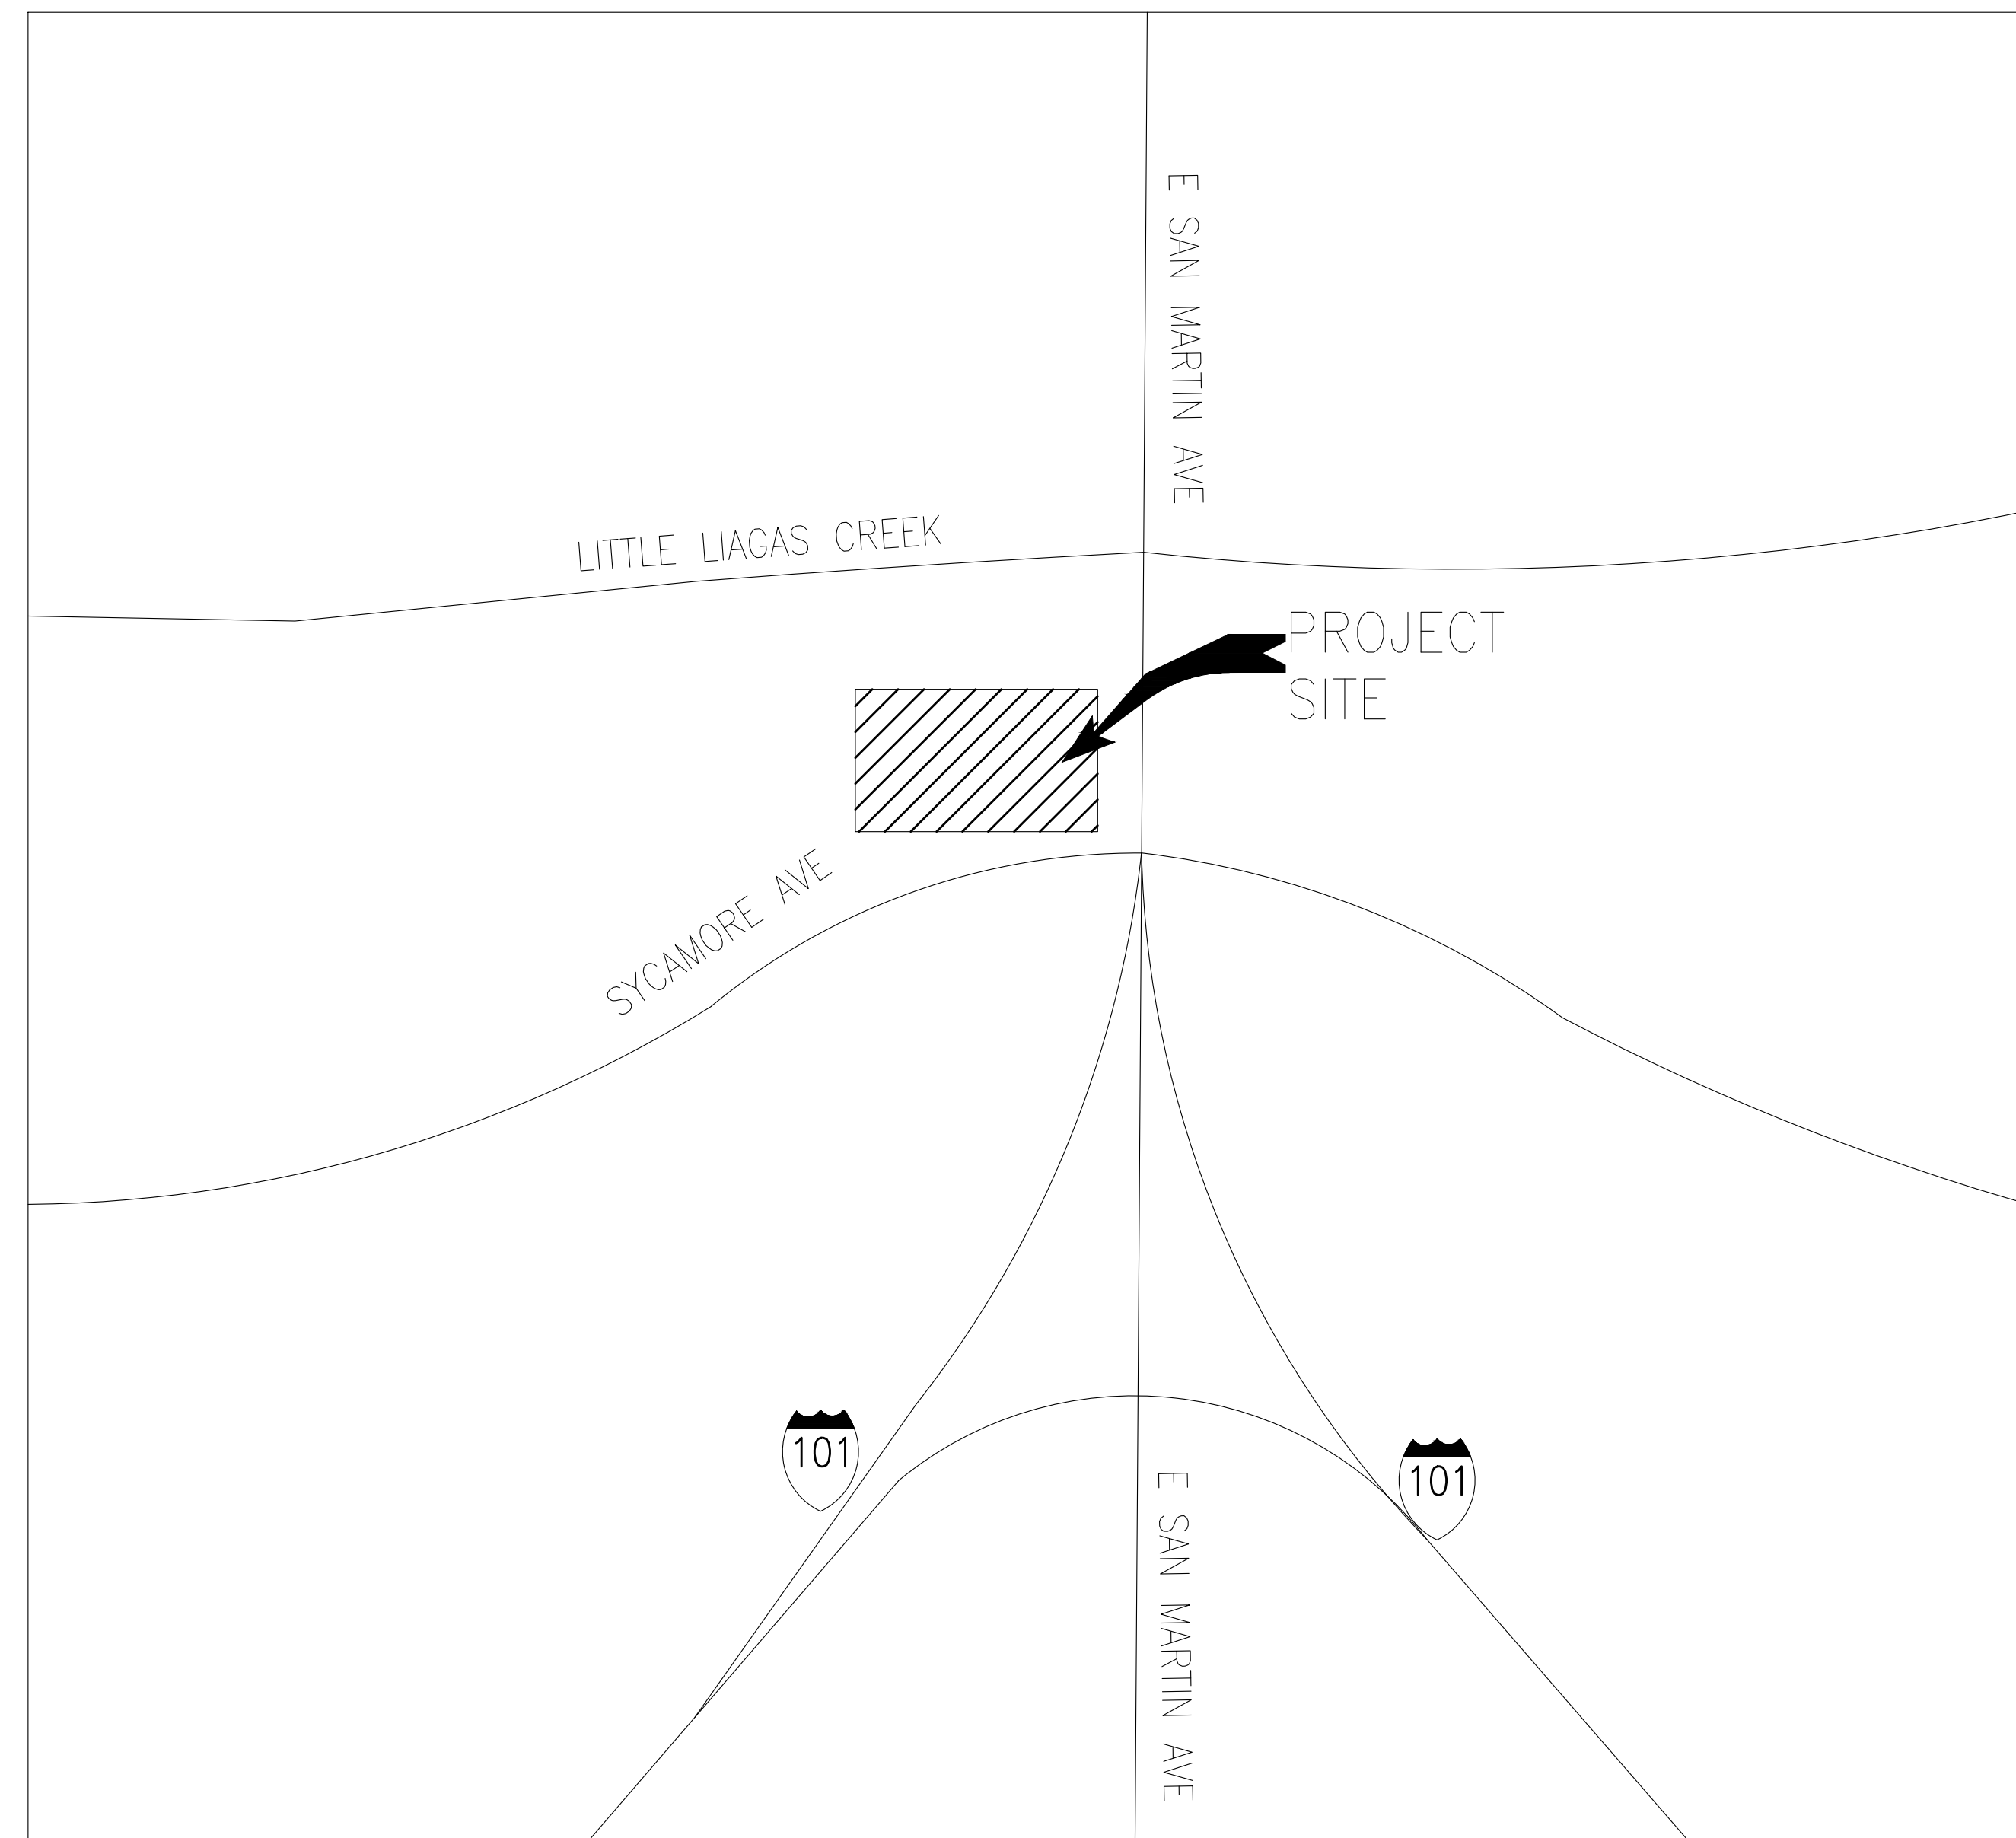 E SAN MARTIN AVE
LITTLE LIAGAS CREEK
PROJECT
SITE
SYCAMORE AVE
101
101
E SAN MARTIN AVE